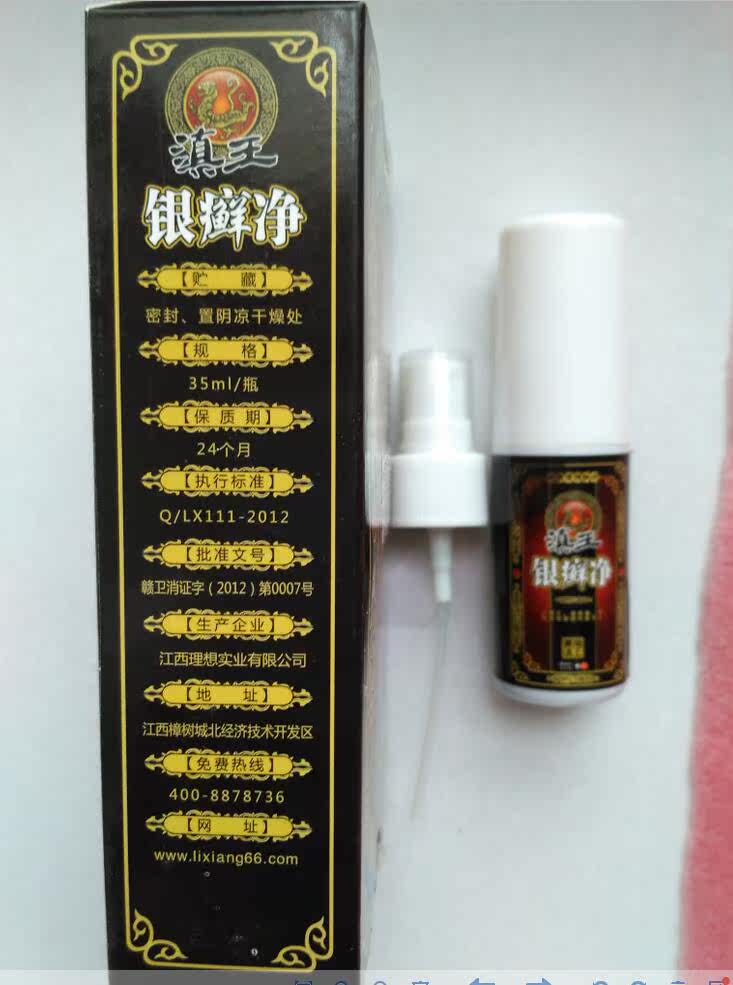 滇王
银癣净
【贮 藏】
密封、置阴凉干燥处
【规 格】
35ml/瓶
【保 质 期】
24个月
【执行标准】
Q/LX111-2012
【批准文号】
赣卫消证字(2012)第0007号
【生产企业】
江西理想实业有限公司
【地 址】
江西樟树城北经济技术开发区
【免费热线】
400-8878736
【网 址】
www.lixiang66.com
滇王
银癣净